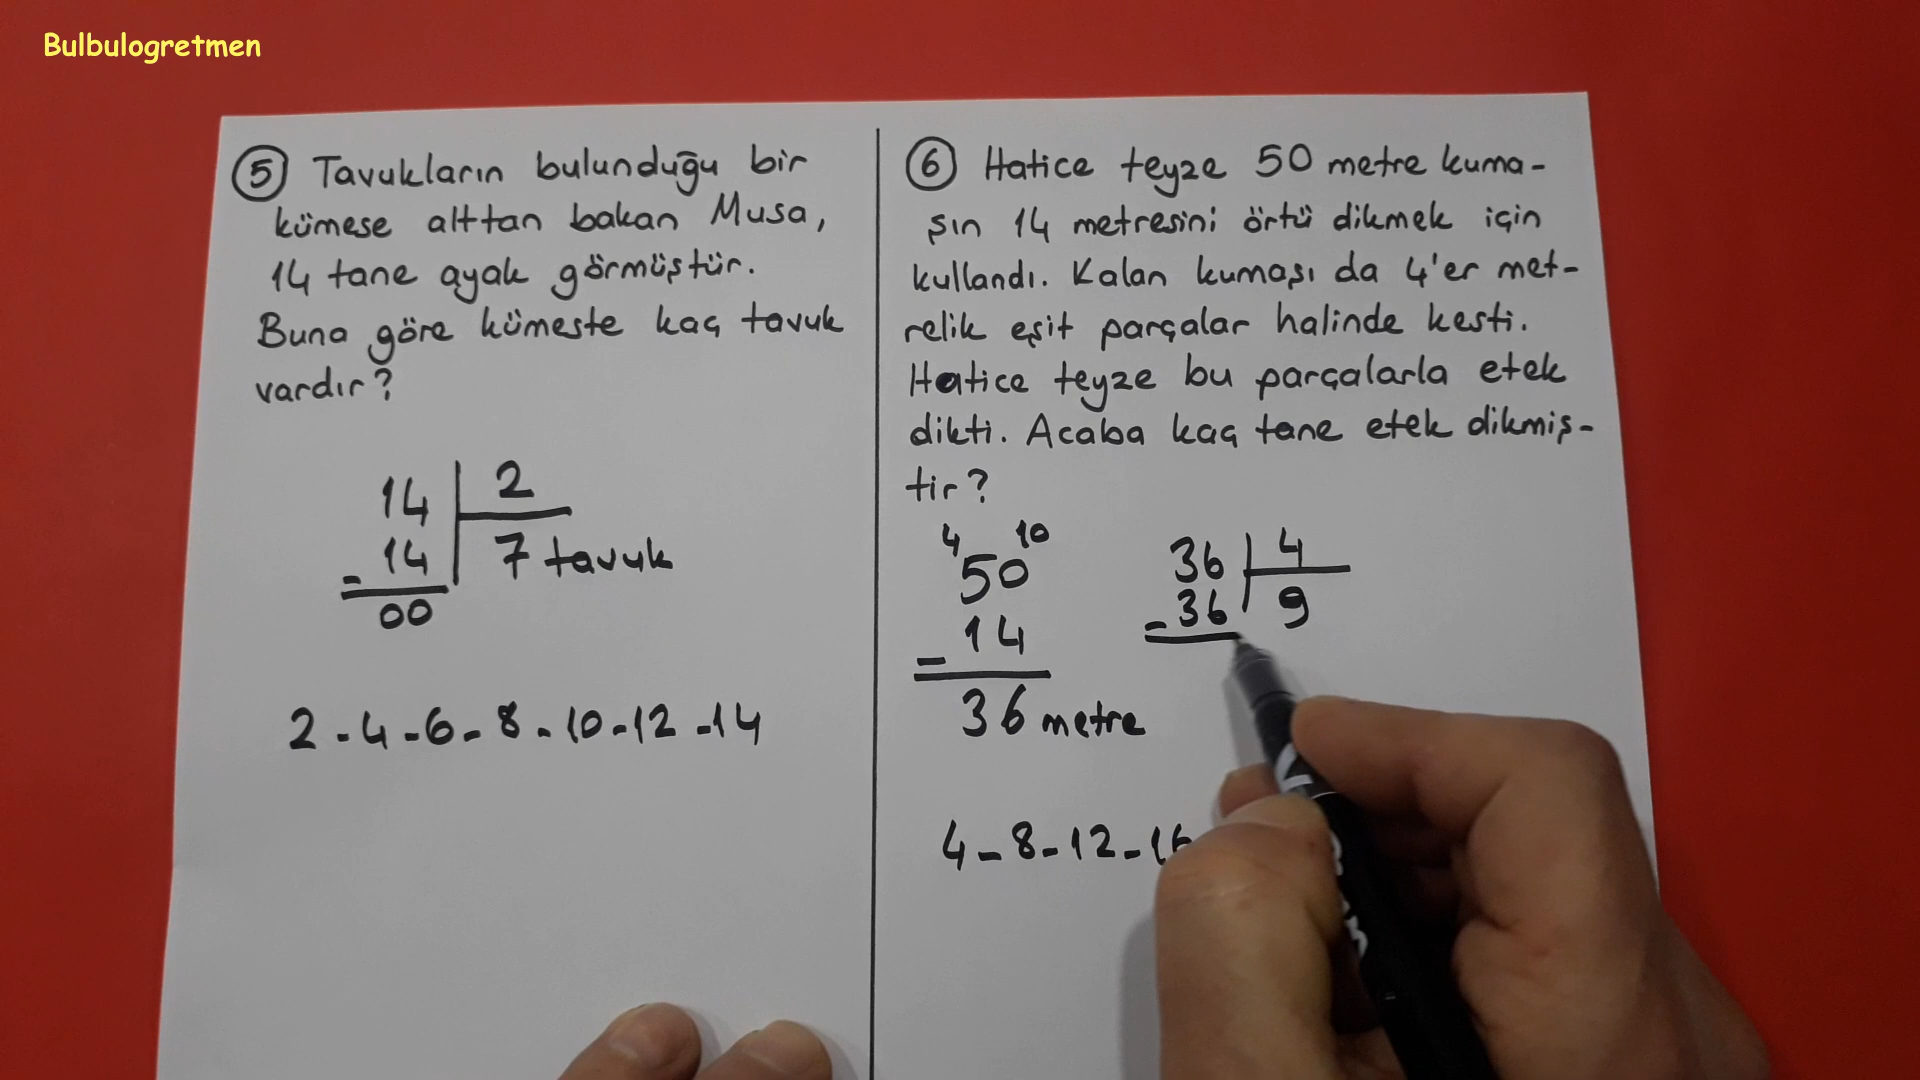 Bulbulogretmen
5 Tavukların bulunduğu bir
kümese alttan bakan Musa,
14 tane ayak görmüştür.
Buna göre kümeste kaç tavuk
vardır?
14 2
- 14 7 tavuk
00
2 - 4 - 6 - 8 - 10 - 12 - 14
6 Hatice teyze 50 metre kuma-
şın 14 metresini örtü dikmek için
kullandı. Kalan kumaşı da 4'er met-
relik eşit parçalar halinde kesti.
Hatice teyze bu parçalarla etek
dikti. Acaba kaç tane etek dikmiş-
tir?
4 10
50
- 14
36 metre
36 4
- 36 9
4 - 8 - 12 - 16